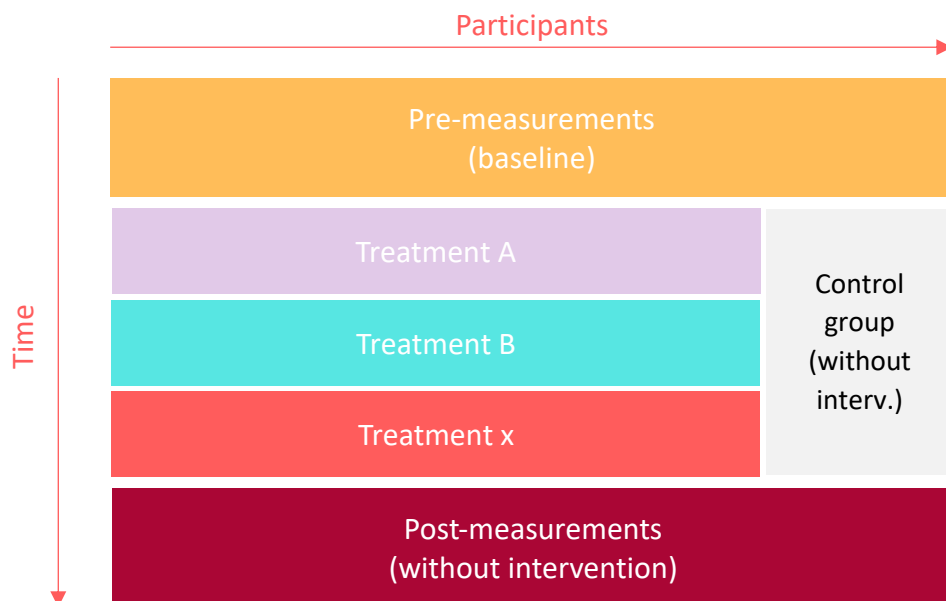 Participants
Pre-measurements
(baseline)
Time
Treatment A
Treatment B
Treatment x
Control
group
(without
interv.)
Post-measurements
(without intervention)